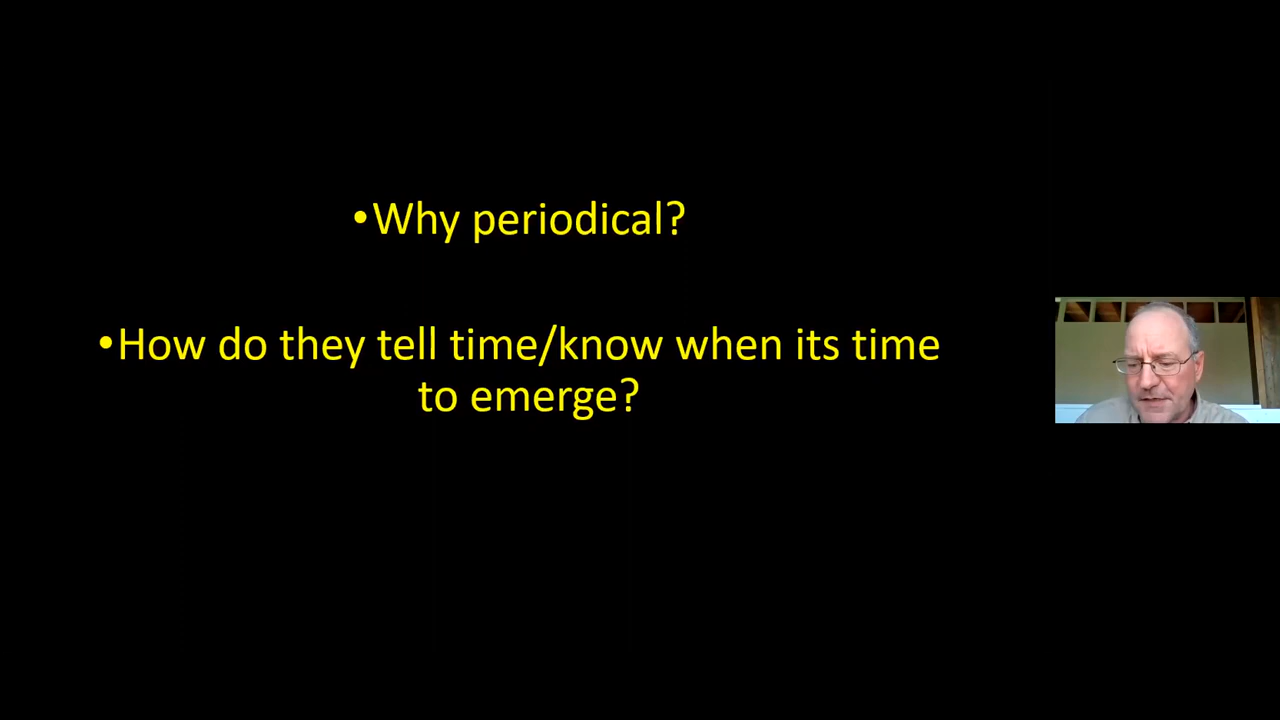 •Why periodical?
•How do they tell time/know when its time
to emerge?